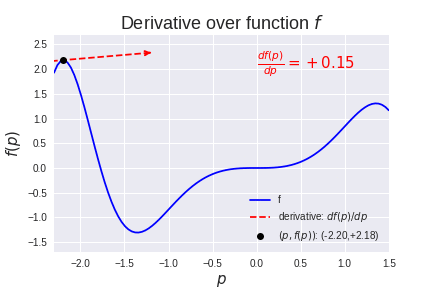 Derivative over function f
df(p)/dp = +0.15
f(p)
2.5
2.0
1.5
1.0
0.5
0.0
−0.5
−1.0
−1.5
f
derivative: df(p)/dp
(p, f(p)): (-2.20,+2.18)
−2.0 −1.5 −1.0 −0.5 0.0 0.5 1.0 1.5
p